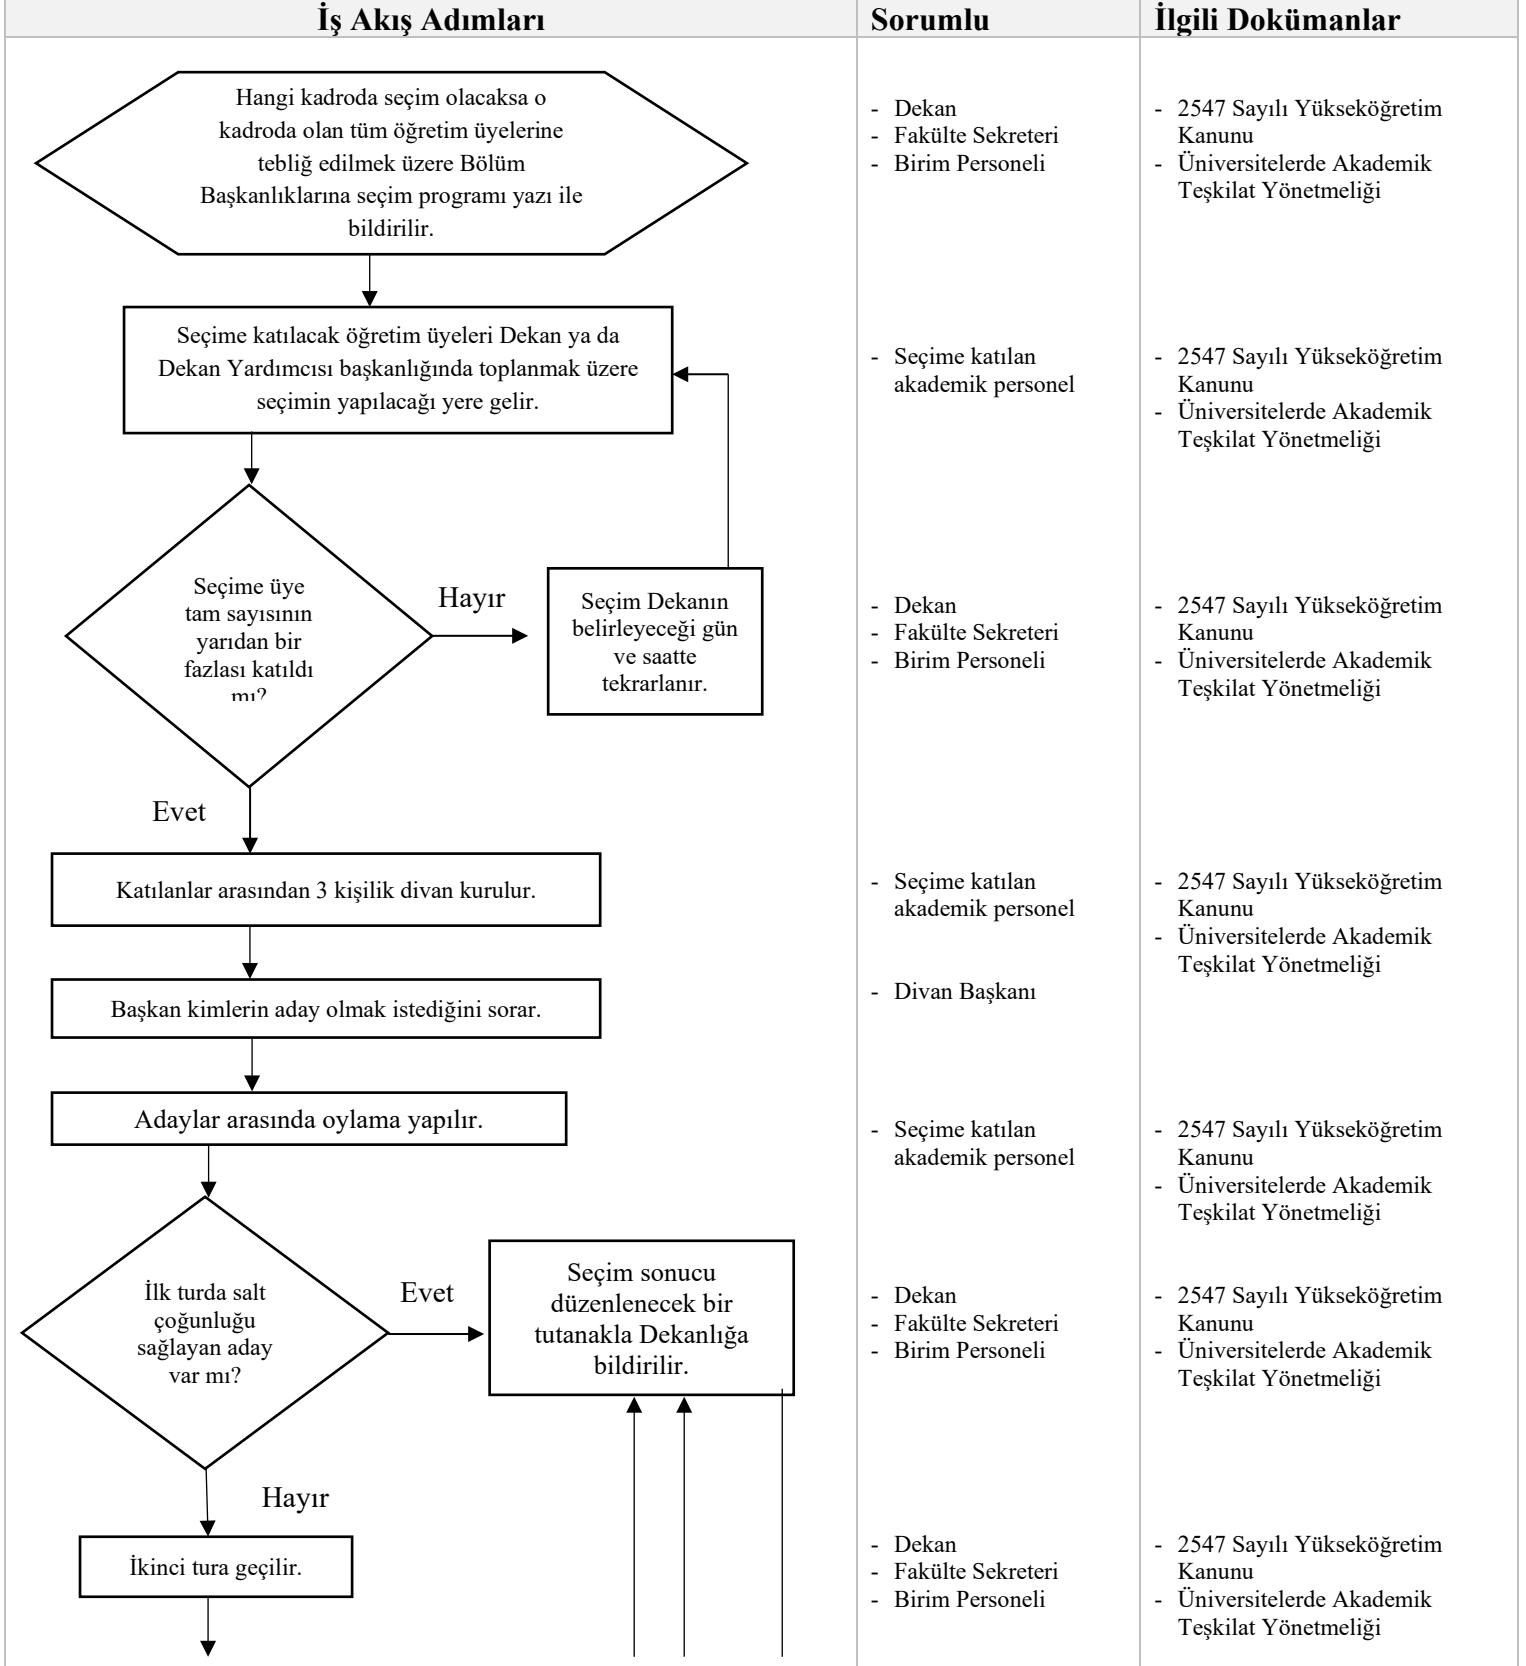 İş Akış Adımları
Sorumlu
İlgili Dokümanlar
Hangi kadroda seçim olacaksa o
kadroda olan tüm öğretim üyelerine
tebliğ edilmek üzere Bölüm
Başkanlıklarına seçim programı yazı ile
bildirilir.
- Dekan
- Fakülte Sekreteri
- Birim Personeli
- 2547 Sayılı Yükseköğretim
Kanunu
- Üniversitelerde Akademik
Teşkilat Yönetmeliği
Seçime katılacak öğretim üyeleri Dekan ya da
Dekan Yardımcısı başkanlığında toplanmak üzere
seçimin yapılacağı yere gelir.
- Seçime katılan
akademik personel
- 2547 Sayılı Yükseköğretim
Kanunu
- Üniversitelerde Akademik
Teşkilat Yönetmeliği
Seçime üye
tam sayısının
yarıdan bir
fazlası katıldı
mı?
Hayır
Seçim Dekanın
belirleyeceği gün
ve saatte
tekrarlanır.
- Dekan
- Fakülte Sekreteri
- Birim Personeli
- 2547 Sayılı Yükseköğretim
Kanunu
- Üniversitelerde Akademik
Teşkilat Yönetmeliği
Evet
Katılanlar arasından 3 kişilik divan kurulur.
- Seçime katılan
akademik personel
- 2547 Sayılı Yükseköğretim
Kanunu
- Üniversitelerde Akademik
Teşkilat Yönetmeliği
Başkan kimlerin aday olmak istediğini sorar.
- Divan Başkanı
Adaylar arasında oylama yapılır.
- Seçime katılan
akademik personel
- 2547 Sayılı Yükseköğretim
Kanunu
- Üniversitelerde Akademik
Teşkilat Yönetmeliği
İlk turda salt
çoğunluğu
sağlayan aday
var mı?
Evet
Seçim sonucu
düzenlenecek bir
tutanakla Dekanlığa
bildirilir.
- Dekan
- Fakülte Sekreteri
- Birim Personeli
- 2547 Sayılı Yükseköğretim
Kanunu
- Üniversitelerde Akademik
Teşkilat Yönetmeliği
Hayır
İkinci tura geçilir.
- Dekan
- Fakülte Sekreteri
- Birim Personeli
- 2547 Sayılı Yükseköğretim
Kanunu
- Üniversitelerde Akademik
Teşkilat Yönetmeliği